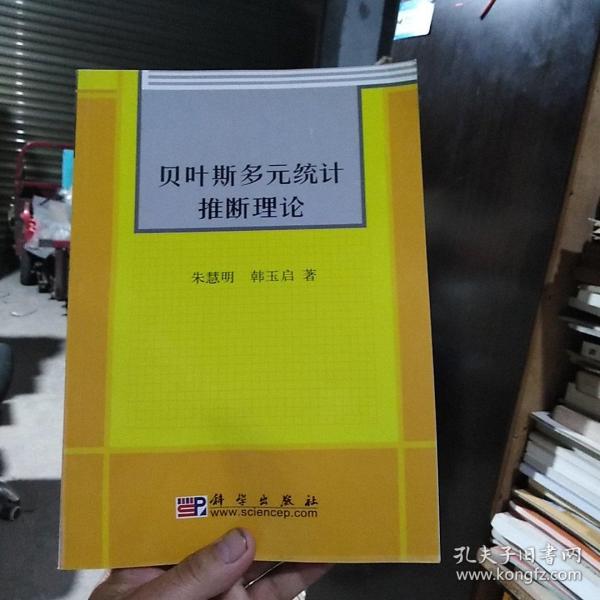 贝叶斯多元统计
推断理论
朱慧明 韩玉启 著
科学出版社
www.sciencep.com
孔夫子旧书网
www.kongfz.com